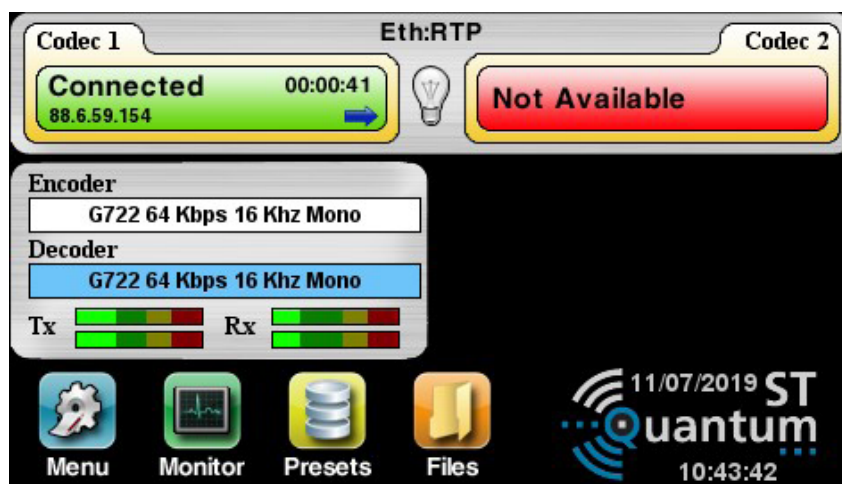 Eth:RTP
Codec 1
Codec 2
Connected 00:00:41
88.6.59.154
Not Available
Encoder
G722 64 Kbps 16 Khz Mono
Decoder
G722 64 Kbps 16 Khz Mono
Tx
Rx
Menu
Monitor
Presets
Files
11/07/2019
ST
Quantum
10:43:42